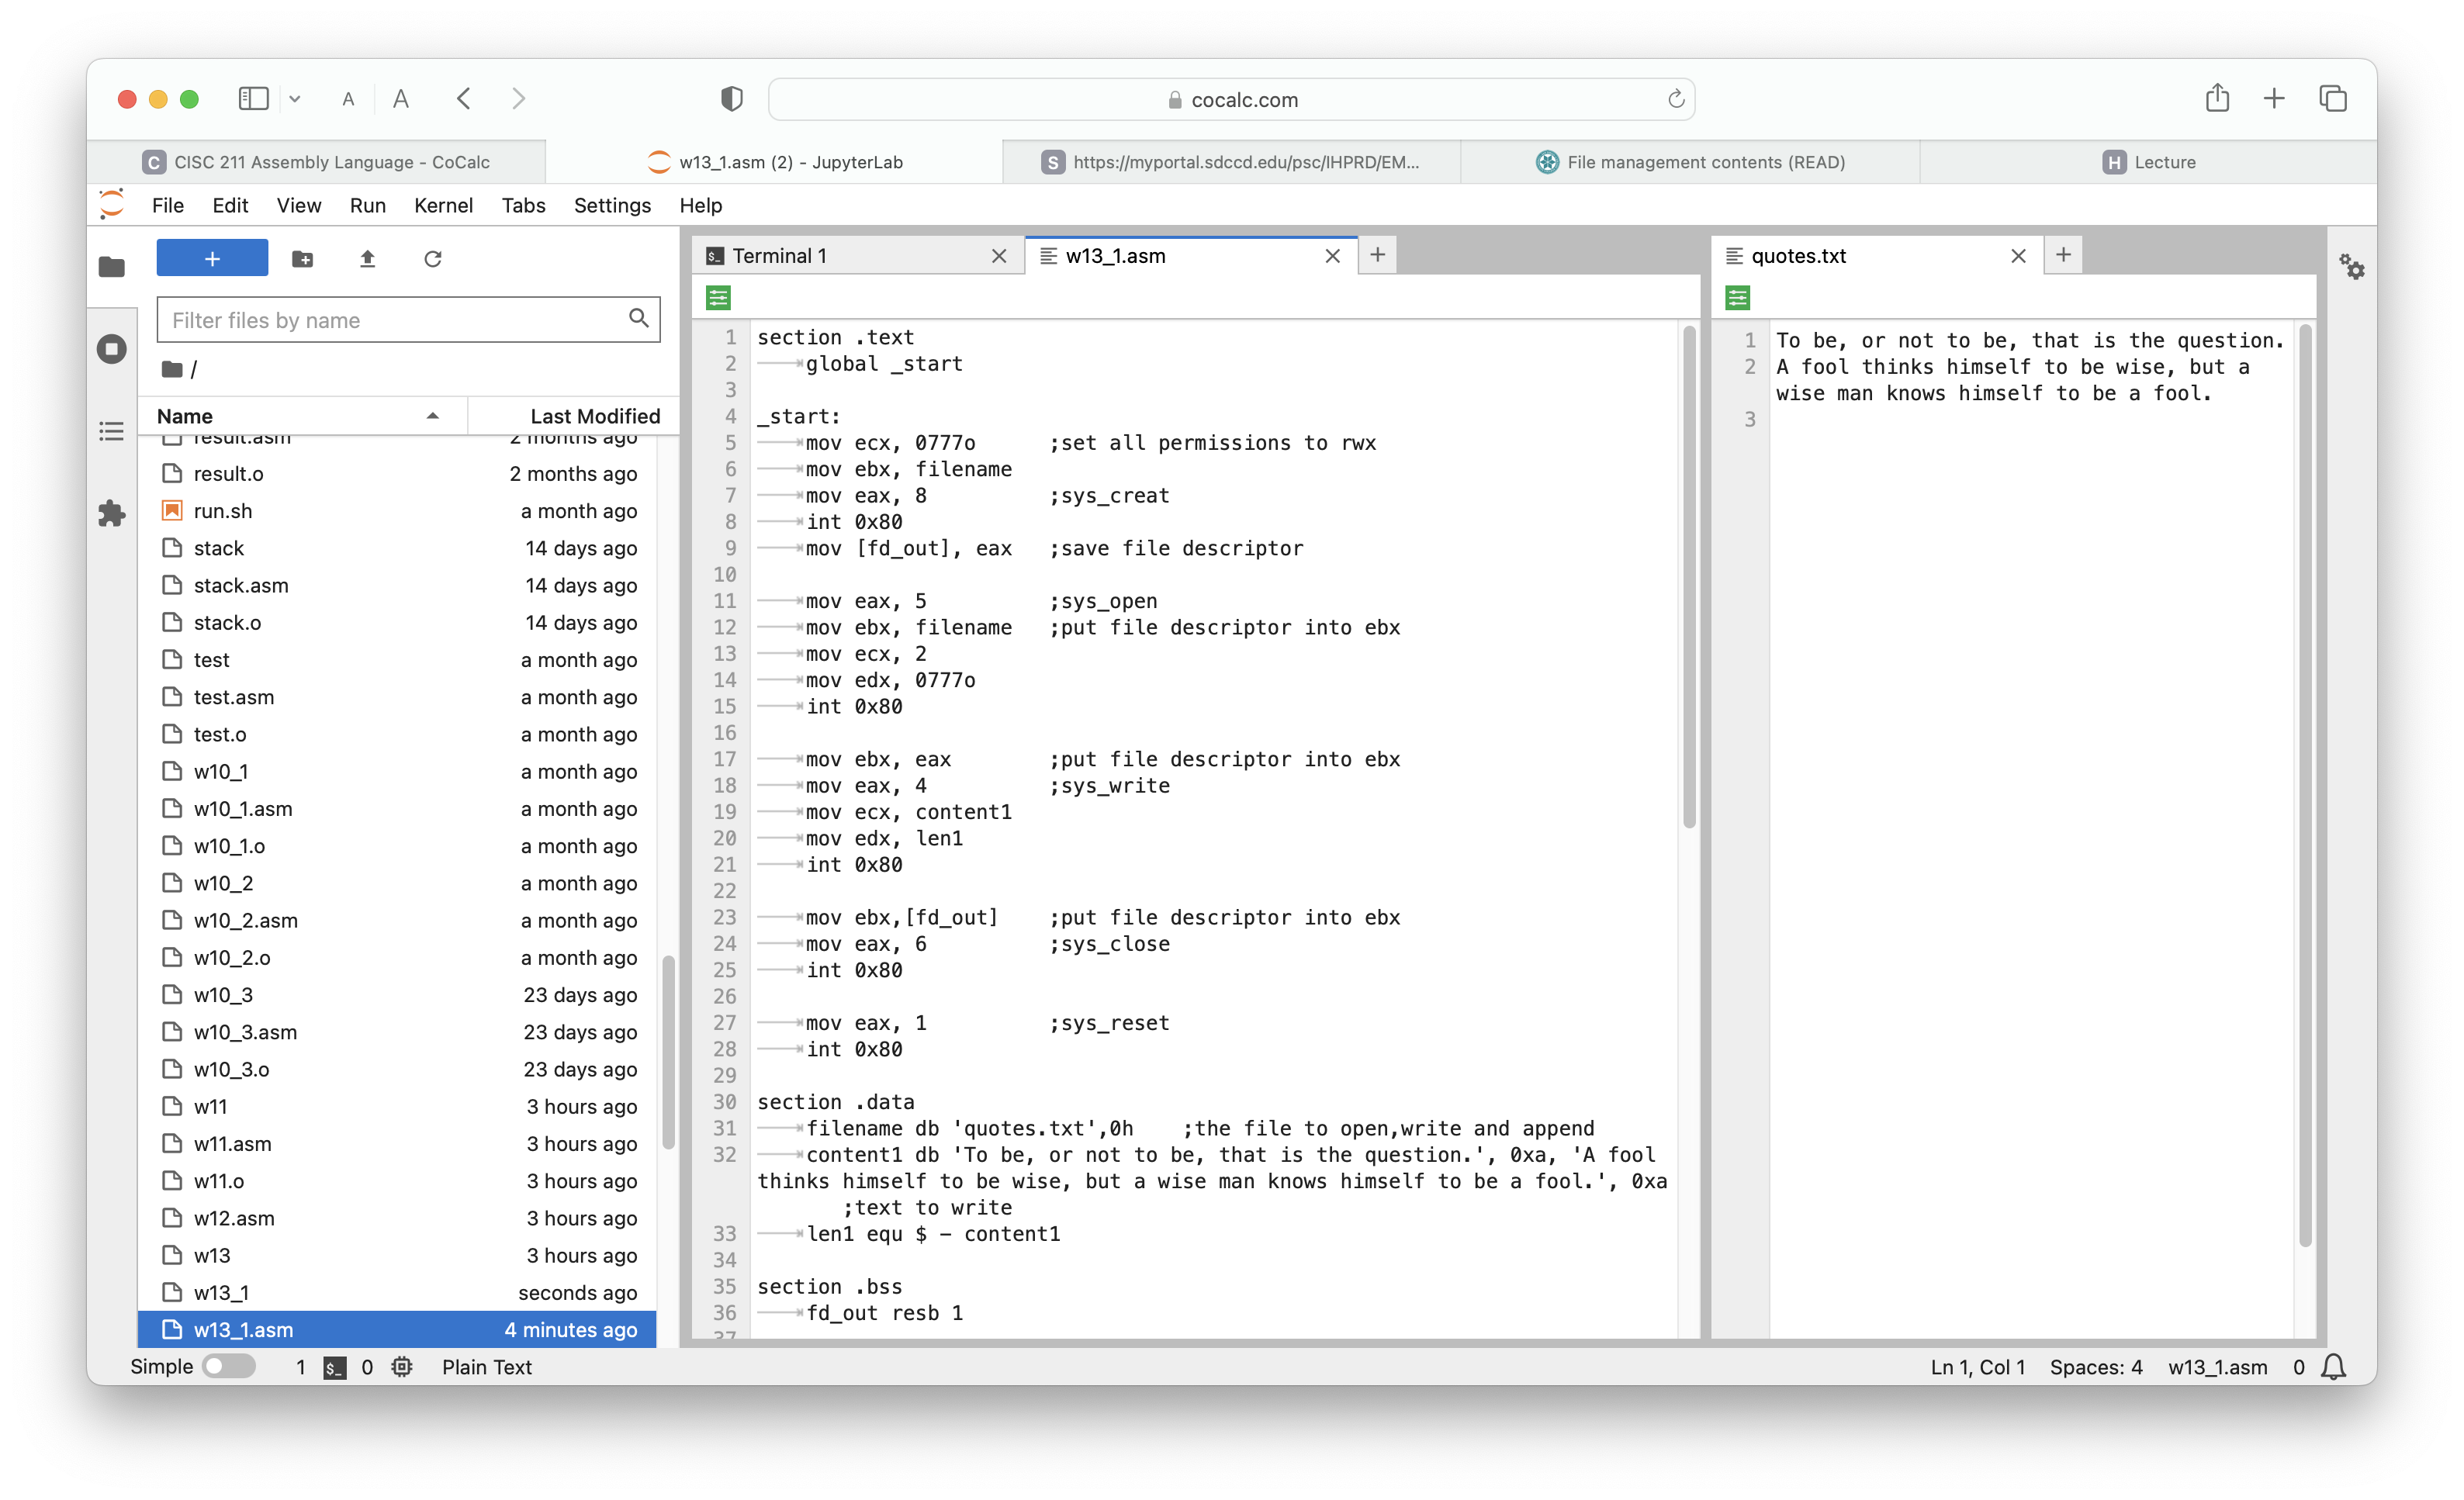 A A
cocalc.com
C CISC 211 Assembly Language - CoCalc
w13_1.asm (2) - JupyterLab
S https://myportal.sdccd.edu/psc/IHPRD/EM...
File management contents (READ)
H Lecture
File Edit View Run Kernel Tabs Settings Help
+
Filter files by name
/
Name Last Modified
result.asm 2 months ago
result.o 2 months ago
run.sh a month ago
stack 14 days ago
stack.asm 14 days ago
stack.o 14 days ago
test a month ago
test.asm a month ago
test.o a month ago
w10_1 a month ago
w10_1.asm a month ago
w10_1.o a month ago
w10_2 a month ago
w10_2.asm a month ago
w10_2.o a month ago
w10_3 23 days ago
w10_3.asm 23 days ago
w10_3.o 23 days ago
w11 3 hours ago
w11.asm 3 hours ago
w11.o 3 hours ago
w12.asm 3 hours ago
w13 3 hours ago
w13_1 seconds ago
w13_1.asm 4 minutes ago
$_ Terminal 1
w13_1.asm
1 section .text
2 global _start
3
4 _start:
5 mov ecx, 0777o ;set all permissions to rwx
6 mov ebx, filename
7 mov eax, 8 ;sys_creat
8 int 0x80
9 mov [fd_out], eax ;save file descriptor
10
11 mov eax, 5 ;sys_open
12 mov ebx, filename ;put file descriptor into ebx
13 mov ecx, 2
14 mov edx, 0777o
15 int 0x80
16
17 mov ebx, eax ;put file descriptor into ebx
18 mov eax, 4 ;sys_write
19 mov ecx, content1
20 mov edx, len1
21 int 0x80
22
23 mov ebx,[fd_out] ;put file descriptor into ebx
24 mov eax, 6 ;sys_close
25 int 0x80
26
27 mov eax, 1 ;sys_reset
28 int 0x80
29
30 section .data
31 filename db 'quotes.txt',0h ;the file to open,write and append
32 content1 db 'To be, or not to be, that is the question.', 0xa, 'A fool
thinks himself to be wise, but a wise man knows himself to be a fool.', 0xa
;text to write
33 len1 equ $ - content1
34
35 section .bss
36 fd_out resb 1
37
quotes.txt
1 To be, or not to be, that is the question.
2 A fool thinks himself to be wise, but a
wise man knows himself to be a fool.
3
Simple 1 $_ 0 Plain Text
Ln 1, Col 1 Spaces: 4 w13_1.asm 0